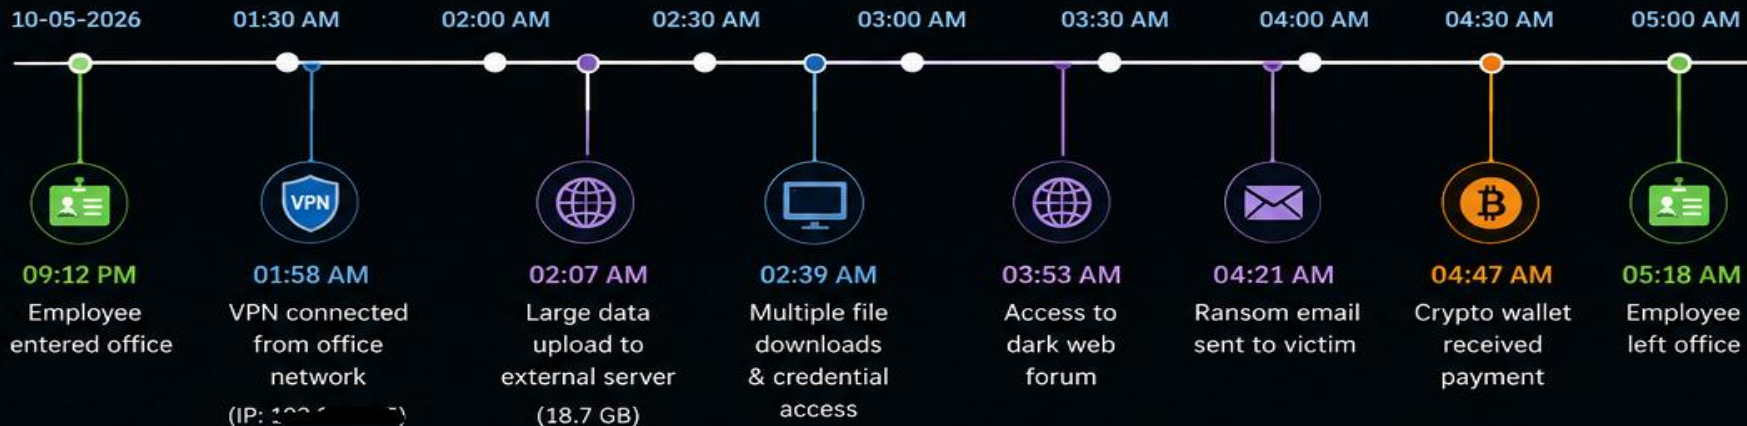 10-05-2026
01:30 AM
02:00 AM
02:30 AM
03:00 AM
03:30 AM
04:00 AM
04:30 AM
05:00 AM
VPN
09:12 PM
Employee
entered office
01:58 AM
VPN connected
from office
network
(IP:
02:07 AM
Large data
upload to
external server
(18.7 GB)
02:39 AM
Multiple file
downloads
& credential
access
03:53 AM
Access to
dark web
forum
04:21 AM
Ransom email
sent to victim
04:47 AM
Crypto wallet
received
payment
05:18 AM
Employee
left office